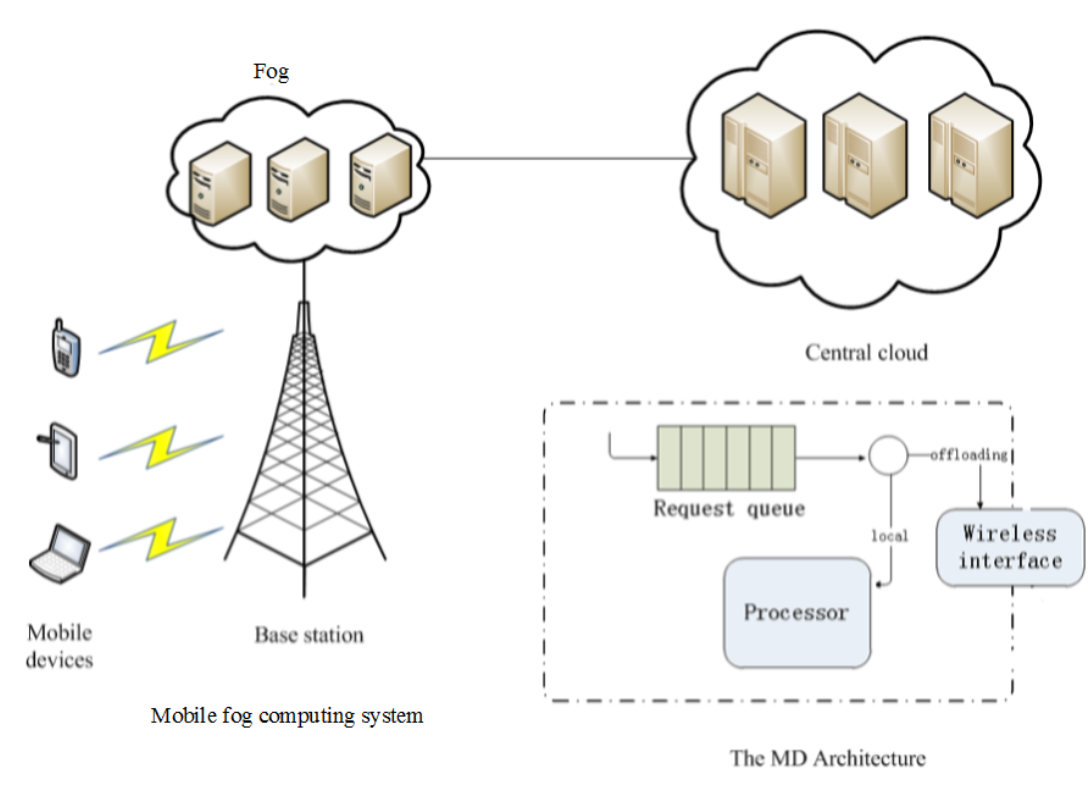 Fog
Central cloud
offloading
Request queue
local
Wireless
interface
Processor
Mobile
devices
Base station
Mobile fog computing system
The MD Architecture